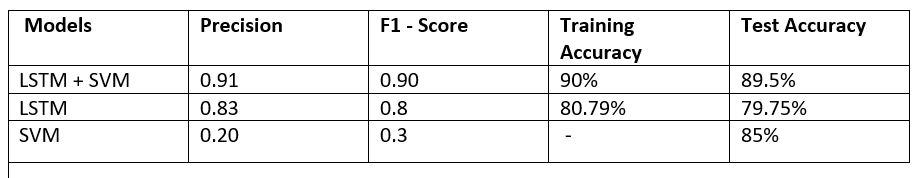 Models Precision F1 - Score Training Accuracy Test Accuracy
LSTM + SVM 0.91 0.90 90% 89.5%
LSTM 0.83 0.8 80.79% 79.75%
SVM 0.20 0.3 - 85%